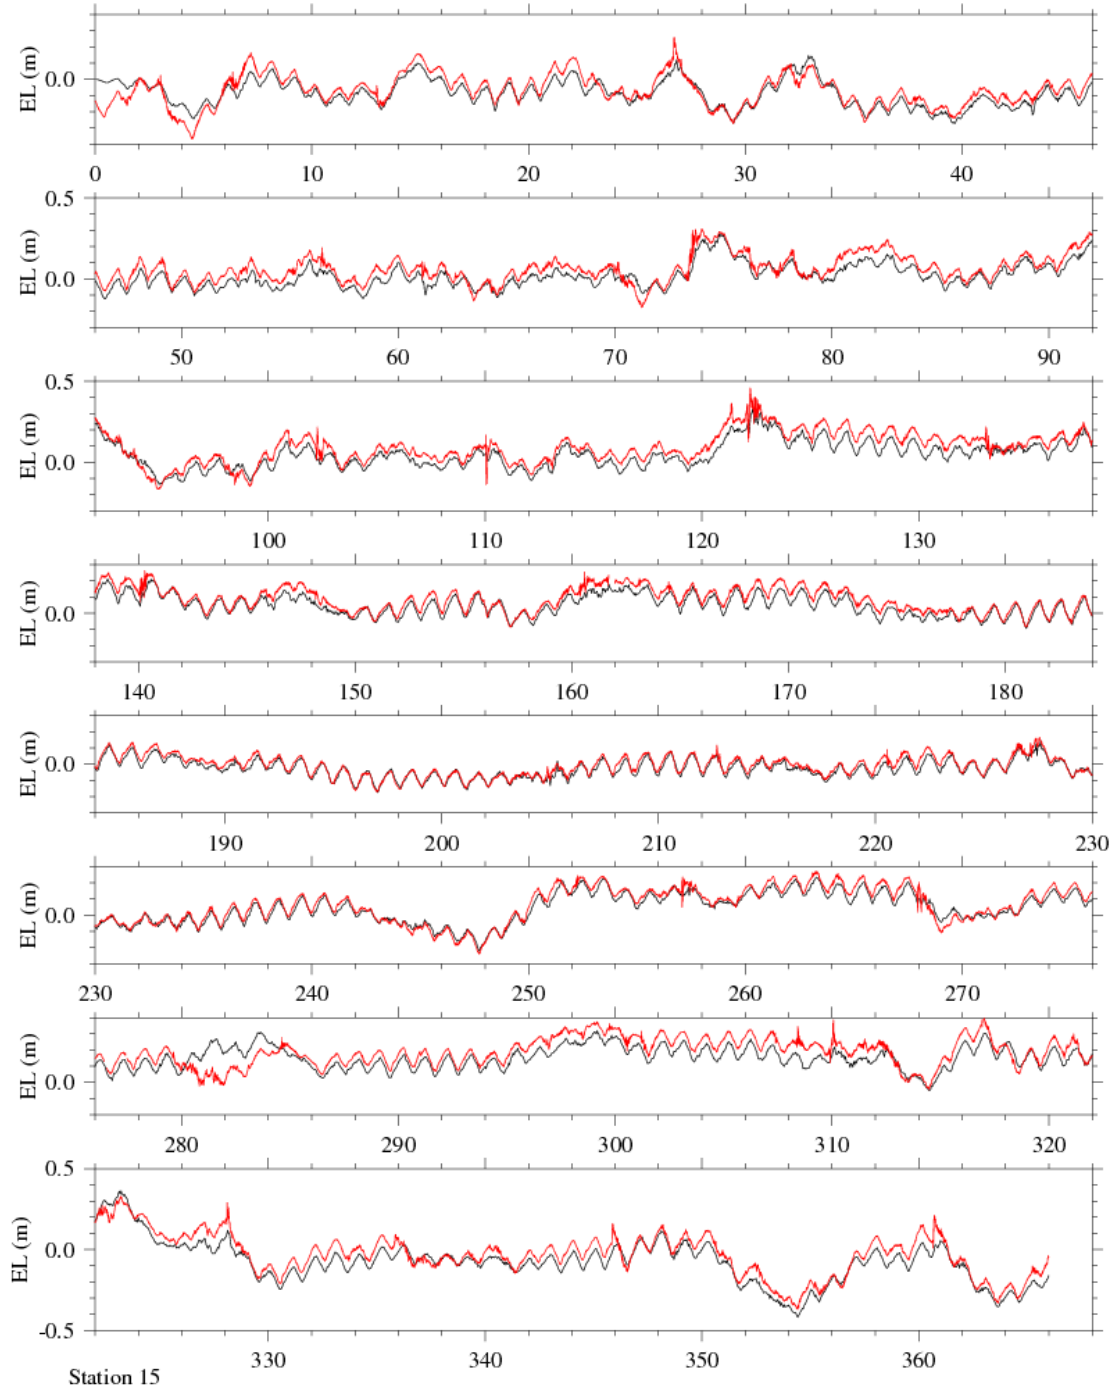 EL (m)
0.0
0 10 20 30 40
0.5
EL (m)
0.0
50 60 70 80 90
0.5
EL (m)
0.0
100 110 120 130
EL (m)
0.0
140 150 160 170 180
EL (m)
0.0
190 200 210 220 230
EL (m)
0.0
230 240 250 260 270
EL (m)
0.0
280 290 300 310 320
0.5
EL (m)
0.0
-0.5
330 340 350 360
Station 15